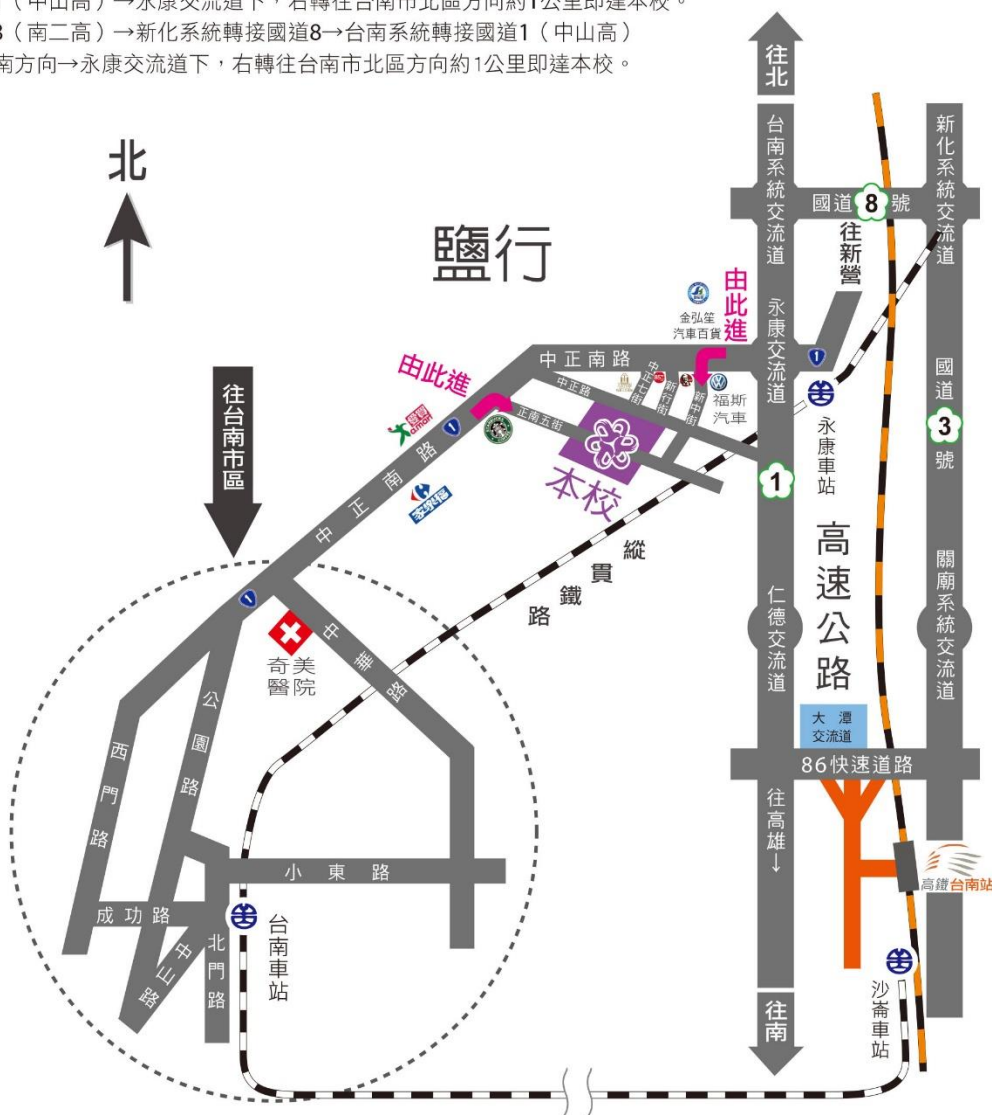 （中山高）→永康交流道下，右轉往台南市北區方向約1公里即達本校。
3（南二高）→新化系統轉接國道8→台南系統轉接國道1（中山高）
南方向→永康交流道下，右轉往台南市北區方向約1公里即達本校。
往北
北
台南系統交流道
新化系統交流道
國道 8 號
往新營
鹽行
由此進
金弘笙
汽車百貨
永康交流道
中正南路
1
由此進
中正路
中正七街
新行街
新中街
福斯
汽車
正南五街
本校
永康車站
國道 3 號
愛買
a.mart
1
中正南路
家樂福
往台南市區
1
高速公路
縱貫鐵路
仁德交流道
關廟系統交流道
1
奇美
醫院
中華路
公園路
西門路
大潭
交流道
86快速道路
往高雄↓
小東路
高鐵台南站
成功路
中山路
北門路
台南車站
沙崙車站
往南